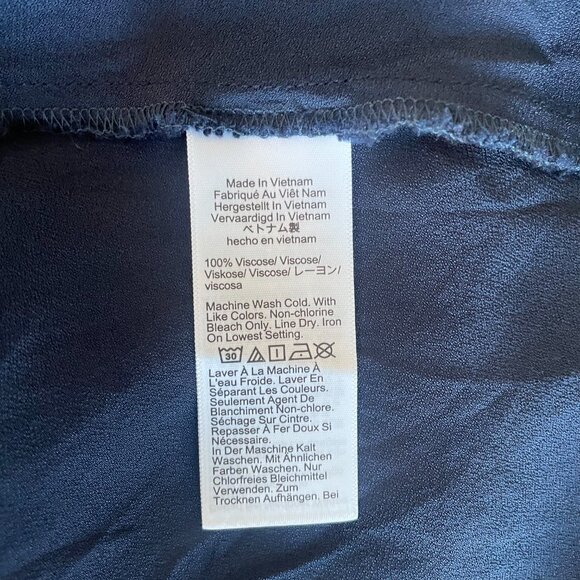 Made In Vietnam
Fabriqué Au Viêt Nam
Hergestellt In Vietnam
Vervaardigd In Vietnam
ベトナム製
hecho en vietnam
100% Viscose/ Viscose/
Viskose/ Viscose/ レーヨン/
viscosa
Machine Wash Cold. With
Like Colors. Non-chlorine
Bleach Only. Line Dry. Iron
On Lowest Setting.
30
Laver À La Machine À
L'eau Froide. Laver En
Séparant Les Couleurs.
Seulement Agent De
Blanchiment Non-chlore.
Séchage Sur Cintre.
Repasser À Fer Doux Si
Nécessaire.
In Der Maschine Kalt
Waschen. Mit Ähnlichen
Farben Waschen. Nur
Chlorfreies Bleichmittel
Verwenden. Zum
Trocknen Aufhängen. Bei